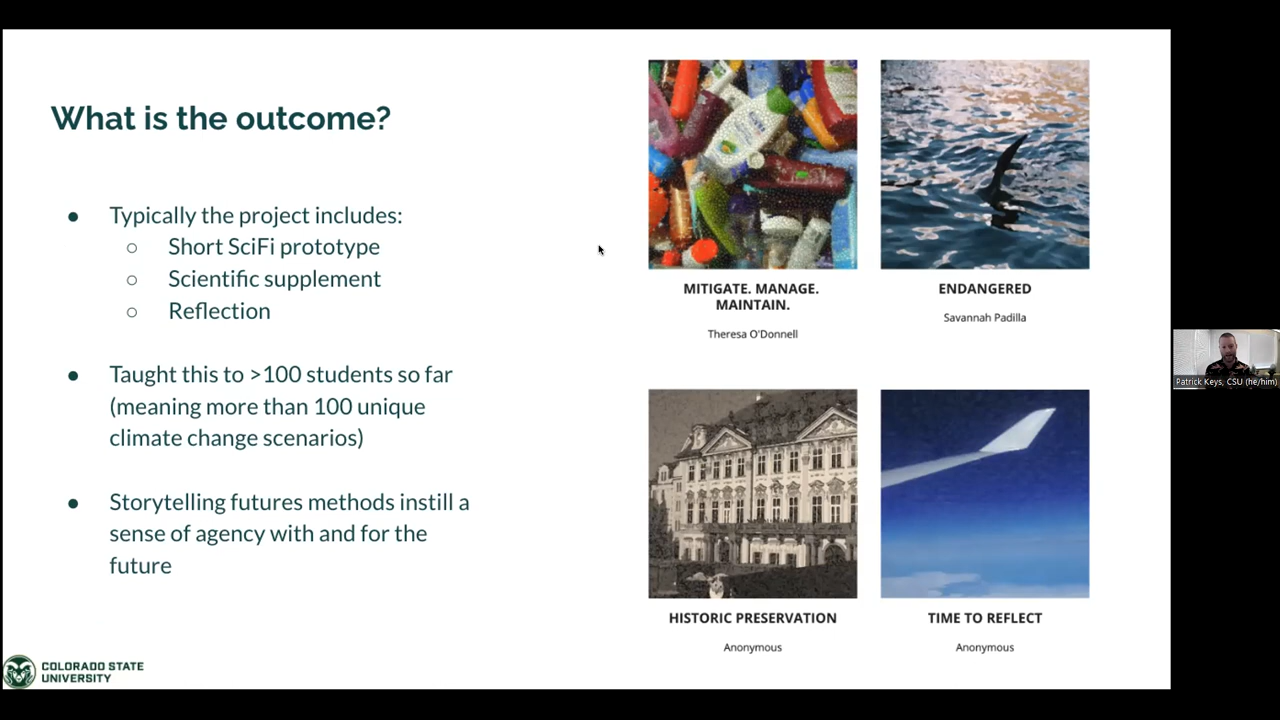 What is the outcome?
● Typically the project includes:
○ Short SciFi prototype
○ Scientific supplement
○ Reflection
● Taught this to >100 students so far
(meaning more than 100 unique
climate change scenarios)
● Storytelling futures methods instill a
sense of agency with and for the
future
MITIGATE. MANAGE.
MAINTAIN.
Theresa O'Donnell
ENDANGERED
Savannah Padilla
HISTORIC PRESERVATION
Anonymous
TIME TO REFLECT
Anonymous
COLORADO STATE
UNIVERSITY
Patrick Keys, CSU (he/him)